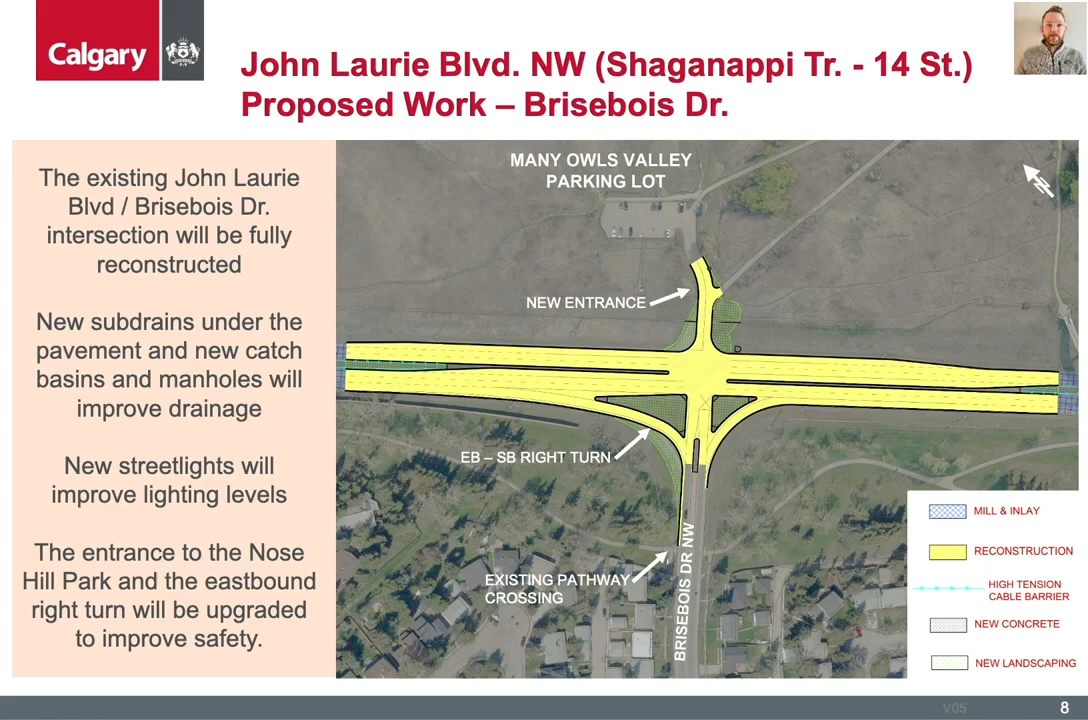 Calgary
John Laurie Blvd. NW (Shaganappi Tr. - 14 St.)
Proposed Work – Brisebois Dr.
The existing John Laurie
Blvd / Brisebois Dr.
intersection will be fully
reconstructed
New subdrains under the
pavement and new catch
basins and manholes will
improve drainage
New streetlights will
improve lighting levels
The entrance to the Nose
Hill Park and the eastbound
right turn will be upgraded
to improve safety.
MANY OWLS VALLEY
PARKING LOT
N
NEW ENTRANCE
EB – SB RIGHT TURN
EXISTING PATHWAY
CROSSING
BRISEBOIS DR NW
MILL & INLAY
RECONSTRUCTION
HIGH TENSION
CABLE BARRIER
NEW CONCRETE
NEW LANDSCAPING
V05
8